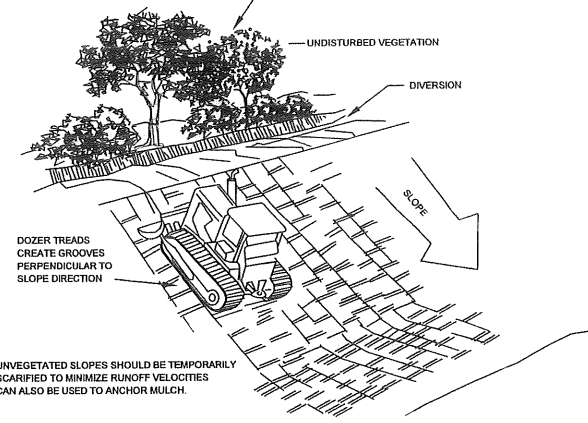 UNDISTURBED VEGETATION
DIVERSION
SLOPE
DOZER TREADS
CREATE GROOVES
PERPENDICULAR TO
SLOPE DIRECTION
UNVEGETATED SLOPES SHOULD BE TEMPORARILY
SCARIFIED TO MINIMIZE RUNOFF VELOCITIES
CAN ALSO BE USED TO ANCHOR MULCH.